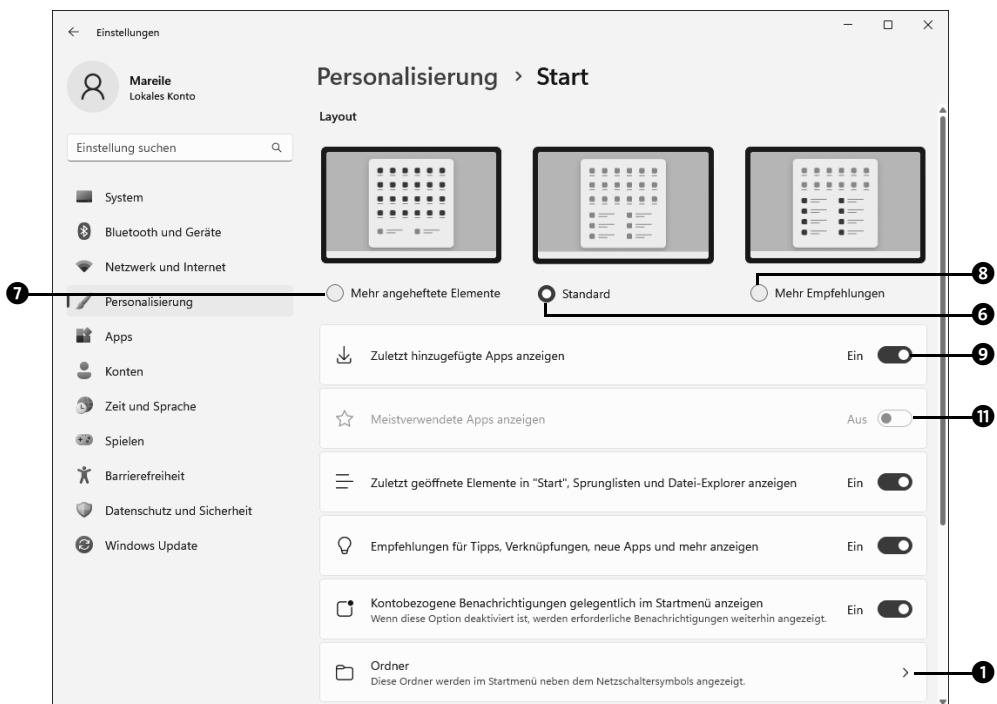 Einstellungen
Mareile
Lokales Konto
Einstellung suchen
System
Bluetooth und Geräte
Netzwerk und Internet
Personalisierung
Apps
Konten
Zeit und Sprache
Spielen
Barrierefreiheit
Datenschutz und Sicherheit
Windows Update
Personalisierung > Start
Layout
7
Mehr angeheftete Elemente
Standard
6
Mehr Empfehlungen
8
Zuletzt hinzugefügte Apps anzeigen Ein
9
Meistverwendete Apps anzeigen Aus
11
Zuletzt geöffnete Elemente in "Start", Sprunglisten und Datei-Explorer anzeigen Ein
Empfehlungen für Tipps, Verknüpfungen, neue Apps und mehr anzeigen Ein
Kontobezogene Benachrichtigungen gelegentlich im Startmenü anzeigen Ein
Wenn diese Option deaktiviert ist, werden erforderliche Benachrichtigungen weiterhin angezeigt.
Ordner
Diese Ordner werden im Startmenü neben dem Netzschaltersymbols angezeigt.
1